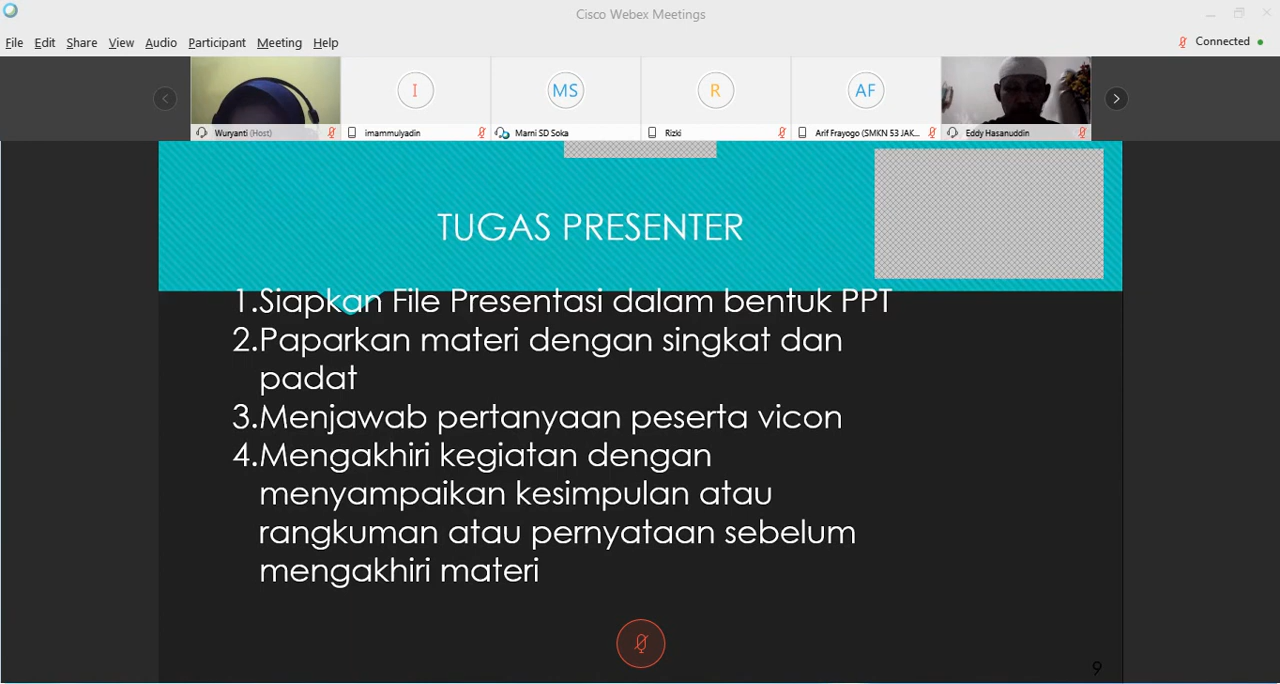 Cisco Webex Meetings
File Edit Share View Audio Participant Meeting Help
Connected
I
MS
R
AF
Wuryanti (Host)
imammulyadin
Marni SD Soka
Rizki
Arif Frayogo (SMKN 53 JAK...
Eddy Hasanuddin
TUGAS PRESENTER
1.Siapkan File Presentasi dalam bentuk PPT
2.Paparkan materi dengan singkat dan
padat
3.Menjawab pertanyaan peserta vicon
4.Mengakhiri kegiatan dengan
menyampaikan kesimpulan atau
rangkuman atau pernyataan sebelum
mengakhiri materi
9